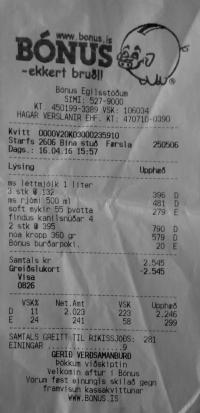 www.bonus.is
BÓNUS
-ekkert bruðl!
Bónus Egilsstöðum
SIMI: 527-9000
KT 450199-3389 VSK: 106034
HAGAR VERSLANIR EHF. KT: 470710-0390
Kvitt 0000V20K03000235910
Starfs 2606 Bína stuð Færsla 250506
Dags.: 16.04.16 15:57
Lýsing Upphæð
ms léttmjólk 1 liter
3 stk @ 132 396 D
ms rjómi 500 ml 481 D
soft mykir 55 þvotta 279 E
findus kanilsnúðar 4
2 stk @ 395 790 D
nóa kropp 360 gr 579 D
Bónus burðarpoki. 20 E
Samtals kr 2.545
Greiðslukort -2.545
Visa
0826
VSK% Net.Amt VSK Upphæð
D 11 2.023 223 2.246
E 24 241 58 299
SAMTALS GREITT TIL RIKISSJODS: 281
EININGAR ..................9
GERIÐ VERÐSAMANBURÐ
Þökkum viðskiptin
Velkomin aftur í Bónus
Vörum fæst einungis skilað gegn
framvísun kassakvittunar
WWW.BONUS.IS